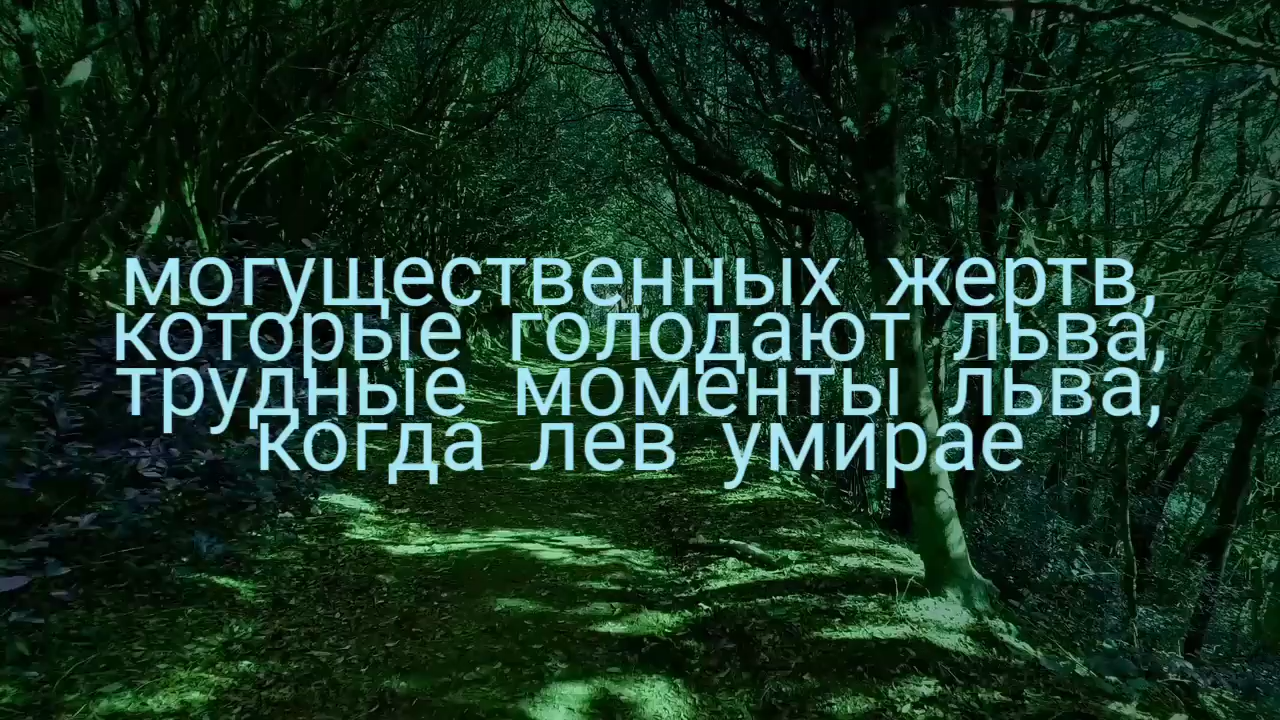 могущественных жертв,
которые голодают льва,
трудные моменты льва,
когда лев умирае